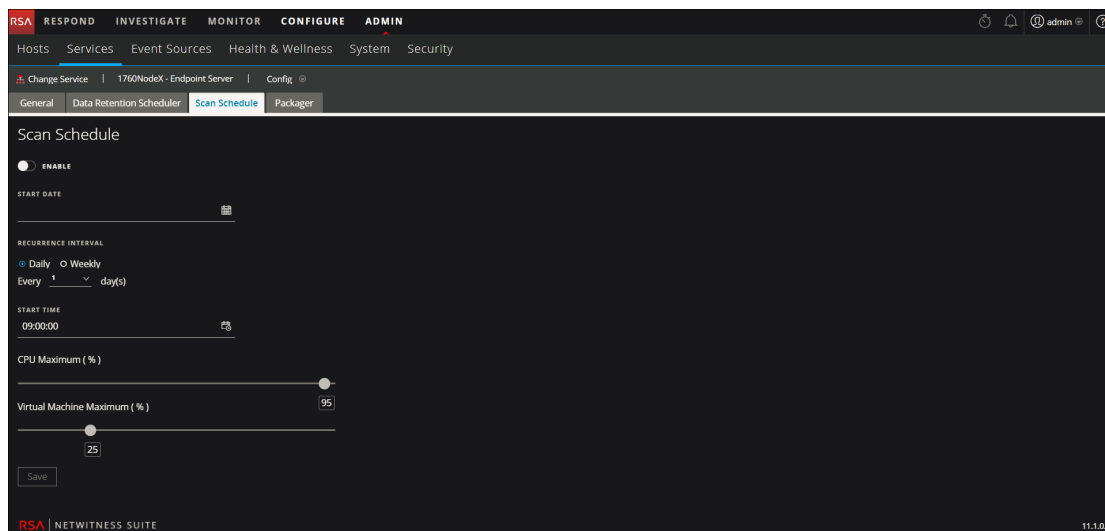 RSA RESPOND INVESTIGATE MONITOR CONFIGURE ADMIN admin
Hosts Services Event Sources Health & Wellness System Security
Change Service | 1760NodeX - Endpoint Server | Config
General Data Retention Scheduler Scan Schedule Packager
Scan Schedule
ENABLE
START DATE
RECURRENCE INTERVAL
Daily Weekly
Every 1 day(s)
START TIME
09:00:00
CPU Maximum ( % )
95
Virtual Machine Maximum ( % )
25
Save
RSA | NETWITNESS SUITE 11.1.0.